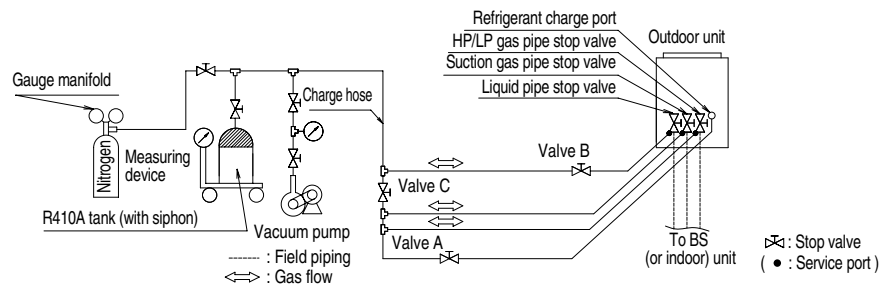 Refrigerant charge port
HP/LP gas pipe stop valve
Suction gas pipe stop valve
Liquid pipe stop valve
Outdoor unit
Gauge manifold
Nitrogen
Measuring
device
R410A tank (with siphon)
Vacuum pump
Charge hose
Valve B
Valve C
Valve A
To BS
(or indoor) unit
: Field piping
: Gas flow
: Stop valve
( ● : Service port )